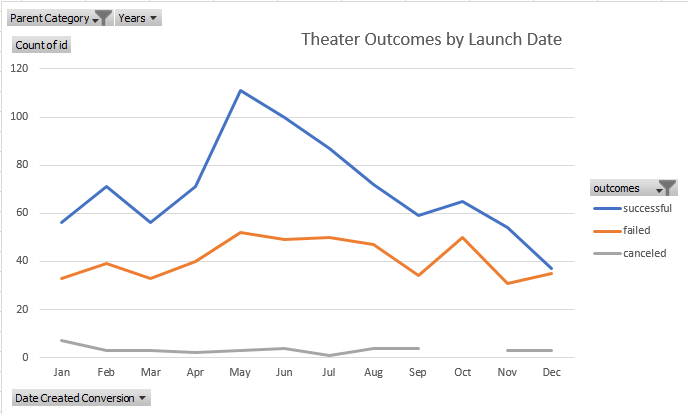 Parent Category Years
Count of id
Theater Outcomes by Launch Date
120
100
80
60
40
20
0
Jan Feb Mar Apr May Jun Jul Aug Sep Oct Nov Dec
outcomes
successful
failed
canceled
Date Created Conversion